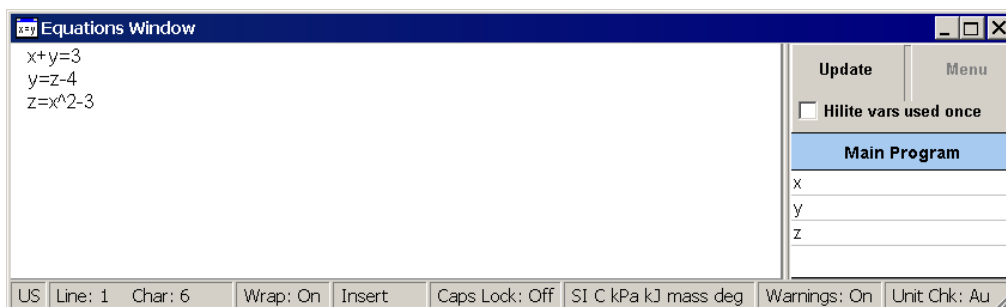 x=y Equations Window
x+y=3
y=z-4
z=x^2-3
Update Menu
Hilite vars used once
Main Program
x
y
z
US Line: 1 Char: 6 Wrap: On Insert Caps Lock: Off SI C kPa kJ mass deg Warnings: On Unit Chk: Au